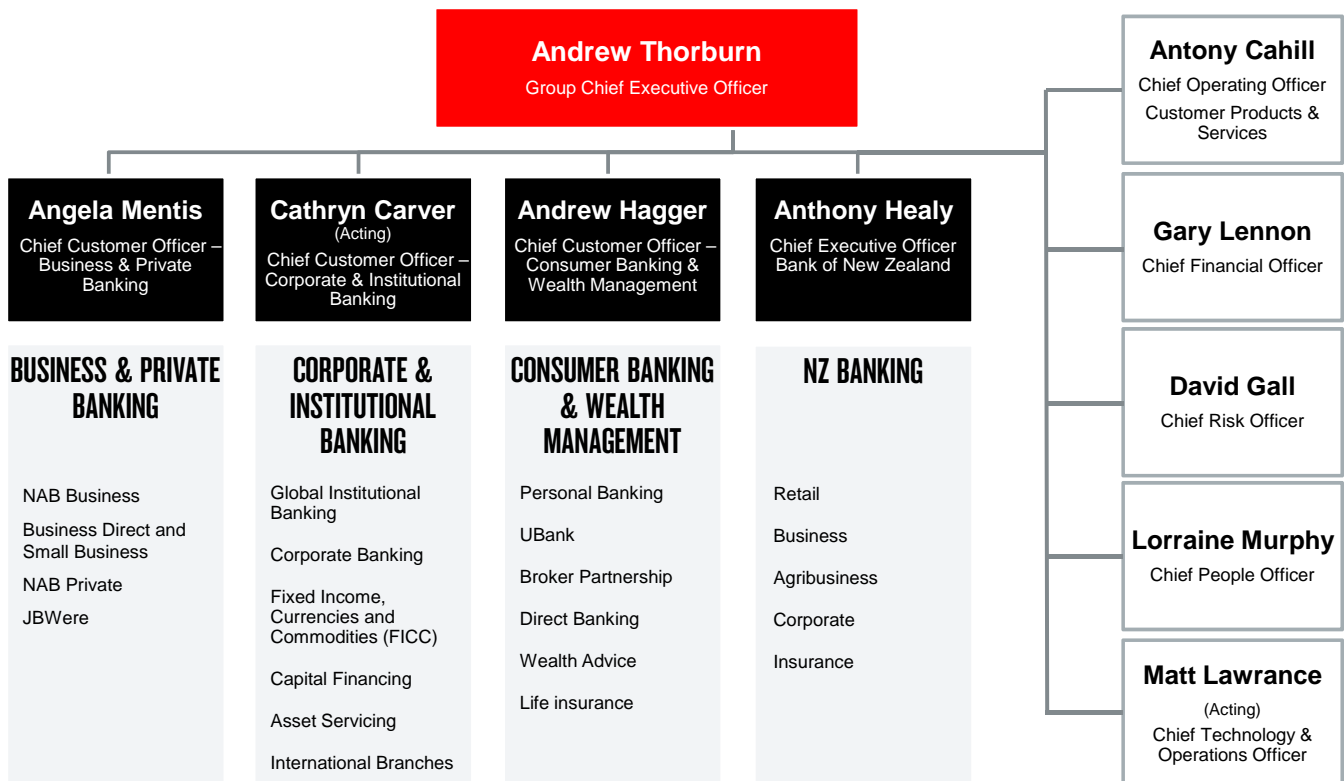 Andrew Thorburn
Group Chief Executive Officer
Antony Cahill
Chief Operating Officer
Customer Products &
Services
Angela Mentis
Chief Customer Officer –
Business & Private
Banking
Cathryn Carver
(Acting)
Chief Customer Officer –
Corporate & Institutional
Banking
Andrew Hagger
Chief Customer Officer –
Consumer Banking &
Wealth Management
Anthony Healy
Chief Executive Officer
Bank of New Zealand
Gary Lennon
Chief Financial Officer
David Gall
Chief Risk Officer
Lorraine Murphy
Chief People Officer
Matt Lawrance
(Acting)
Chief Technology &
Operations Officer
BUSINESS & PRIVATE
BANKING
NAB Business
Business Direct and
Small Business
NAB Private
JBWere
CORPORATE &
INSTITUTIONAL
BANKING
Global Institutional
Banking
Corporate Banking
Fixed Income,
Currencies and
Commodities (FICC)
Capital Financing
Asset Servicing
International Branches
CONSUMER BANKING
& WEALTH
MANAGEMENT
Personal Banking
UBank
Broker Partnership
Direct Banking
Wealth Advice
Life insurance
NZ BANKING
Retail
Business
Agribusiness
Corporate
Insurance